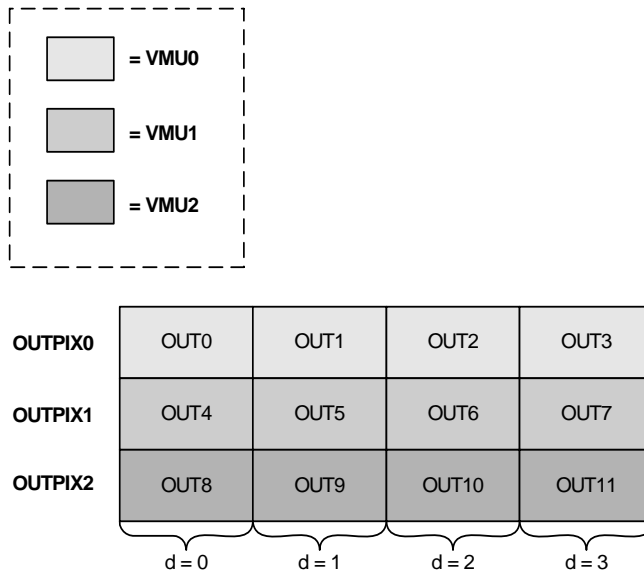 = VMU0
= VMU1
= VMU2
OUTPIX0 OUT0 OUT1 OUT2 OUT3
OUTPIX1 OUT4 OUT5 OUT6 OUT7
OUTPIX2 OUT8 OUT9 OUT10 OUT11
d = 0 d = 1 d = 2 d = 3